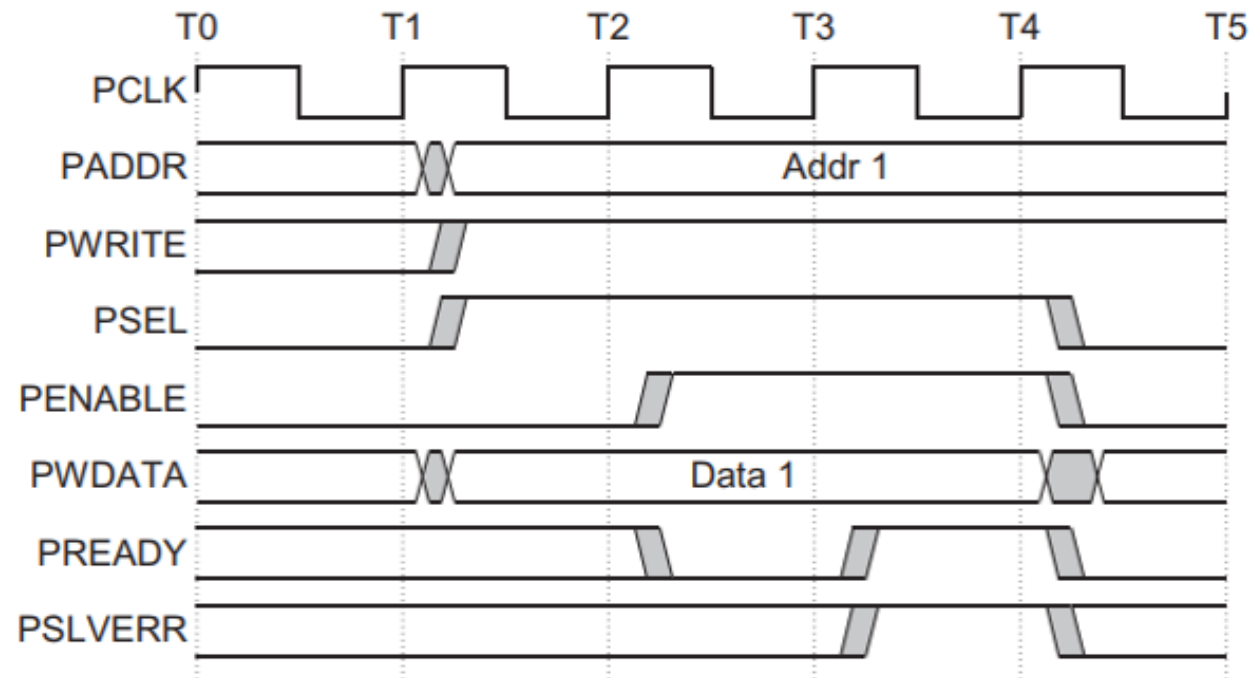 T0 T1 T2 T3 T4 T5
PCLK
PADDR Addr 1
PWRITE
PSEL
PENABLE
PWDATA Data 1
PREADY
PSLVERR